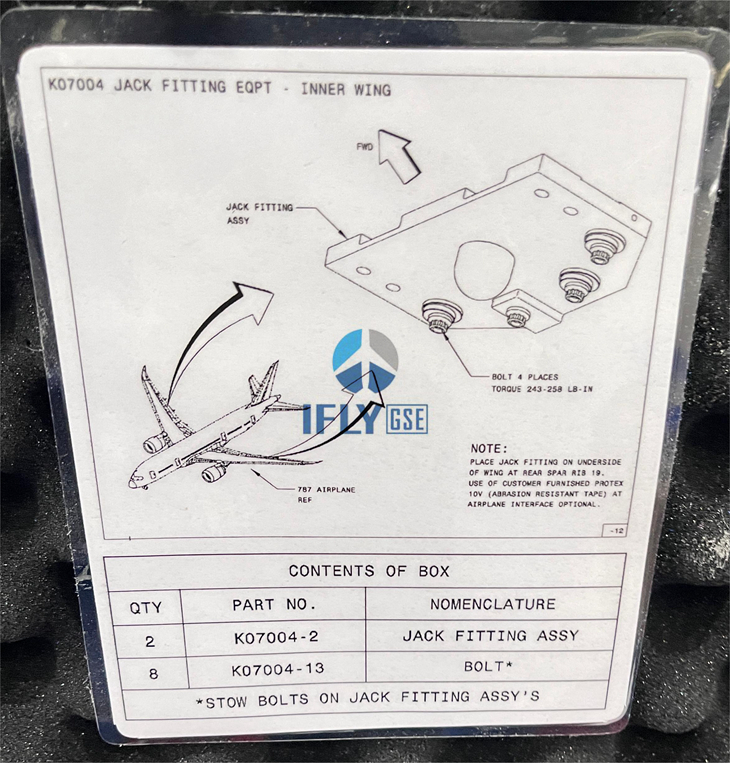 K07004 JACK FITTING EQPT - INNER WING
FWD
JACK FITTING
ASSY
BOLT 4 PLACES
TORQUE 243-258 LB-IN
IFLY GSE
NOTE:
PLACE JACK FITTING ON UNDERSIDE
OF WING AT REAR SPAR RIB 19.
USE OF CUSTOMER FURNISHED PROTEX
10V (ABRASION RESISTANT TAPE) AT
AIRPLANE INTERFACE OPTIONAL.
787 AIRPLANE
REF
-12
CONTENTS OF BOX
QTY PART NO. NOMENCLATURE
2 K07004-2 JACK FITTING ASSY
8 K07004-13 BOLT*
*STOW BOLTS ON JACK FITTING ASSY'S